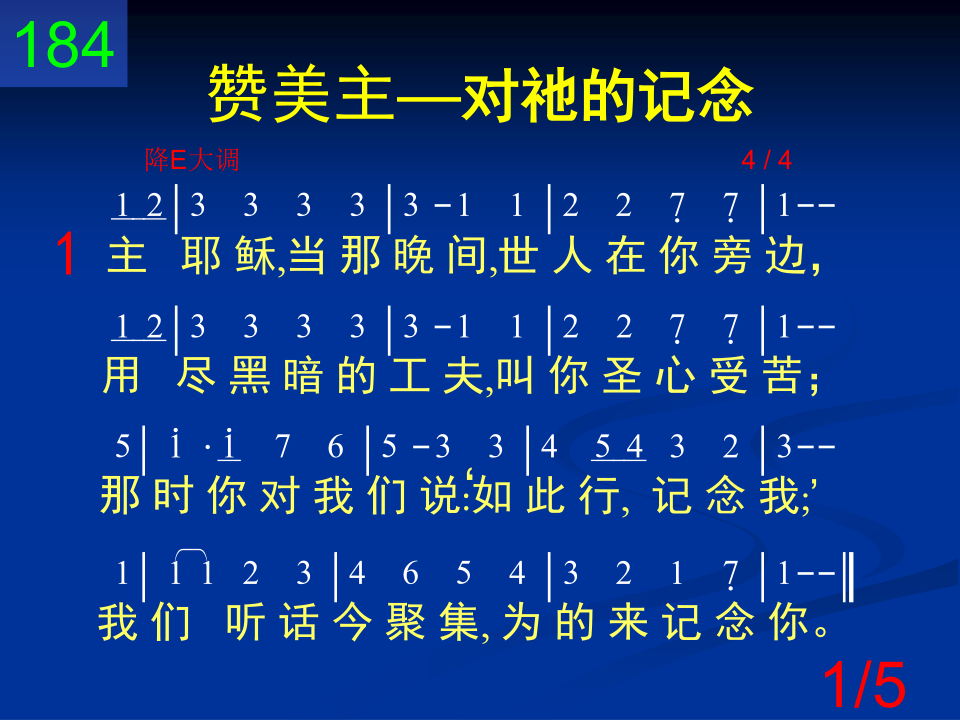 184
赞美主—对祂的记念
降E大调 4 / 4
1 2 | 3 3 3 3 | 3 - 1 1 | 2 2 7̣ 7̣ | 1 - -
1 主 耶 稣,当 那 晚 间,世 人 在 你 旁 边,
1 2 | 3 3 3 3 | 3 - 1 1 | 2 2 7̣ 7̣ | 1 - -
用 尽 黑 暗 的 工 夫,叫 你 圣 心 受 苦;
5 | i · i 7 6 | 5 - 3 3 | 4 5 4 3 2 | 3 - -
那 时 你 对 我 们 说:‘如 此 行, 记 念 我;’
1 | 1 1 2 3 | 4 6 5 4 | 3 2 1 7̣ | 1 - - ‖
我 们 听 话 今 聚 集, 为 的 来 记 念 你。
1/5